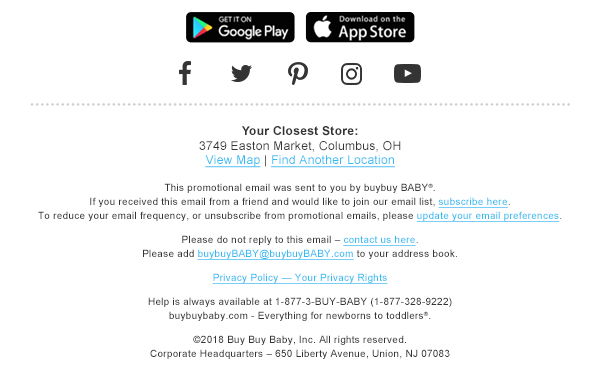 GET IT ON
Google Play
Download on the
App Store
Your Closest Store:
3749 Easton Market, Columbus, OH
View Map | Find Another Location
This promotional email was sent to you by buybuy BABY®.
If you received this email from a friend and would like to join our email list, subscribe here.
To reduce your email frequency, or unsubscribe from promotional emails, please update your email preferences.
Please do not reply to this email – contact us here.
Please add buybuyBABY@buybuyBABY.com to your address book.
Privacy Policy — Your Privacy Rights
Help is always available at 1-877-3-BUY-BABY (1-877-328-9222)
buybuybaby.com - Everything for newborns to toddlers®.
©2018 Buy Buy Baby, Inc. All rights reserved.
Corporate Headquarters – 650 Liberty Avenue, Union, NJ 07083